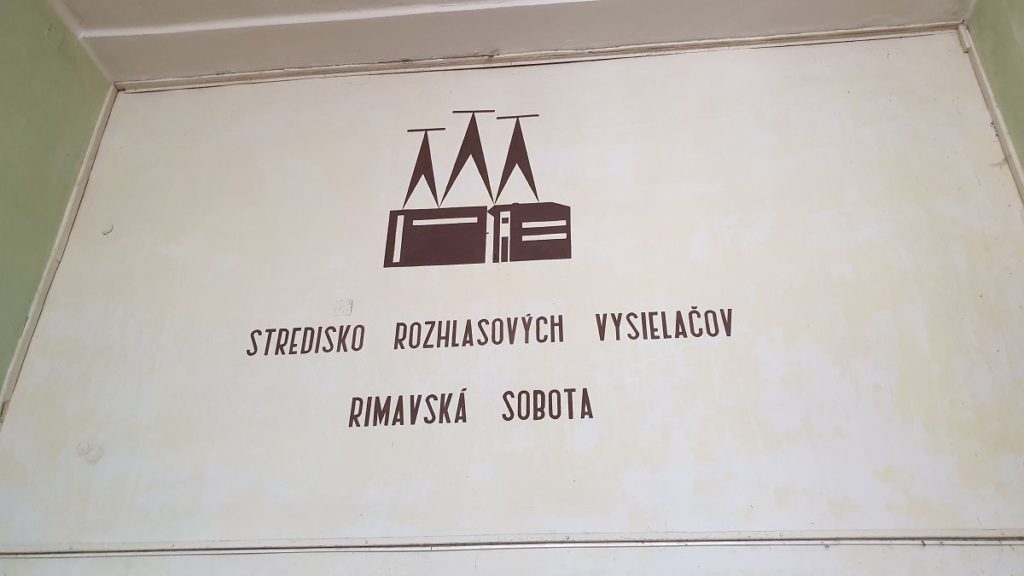 STREDISKO ROZHLASOVÝCH VYSIELAČOV
RIMAVSKÁ SOBOTA